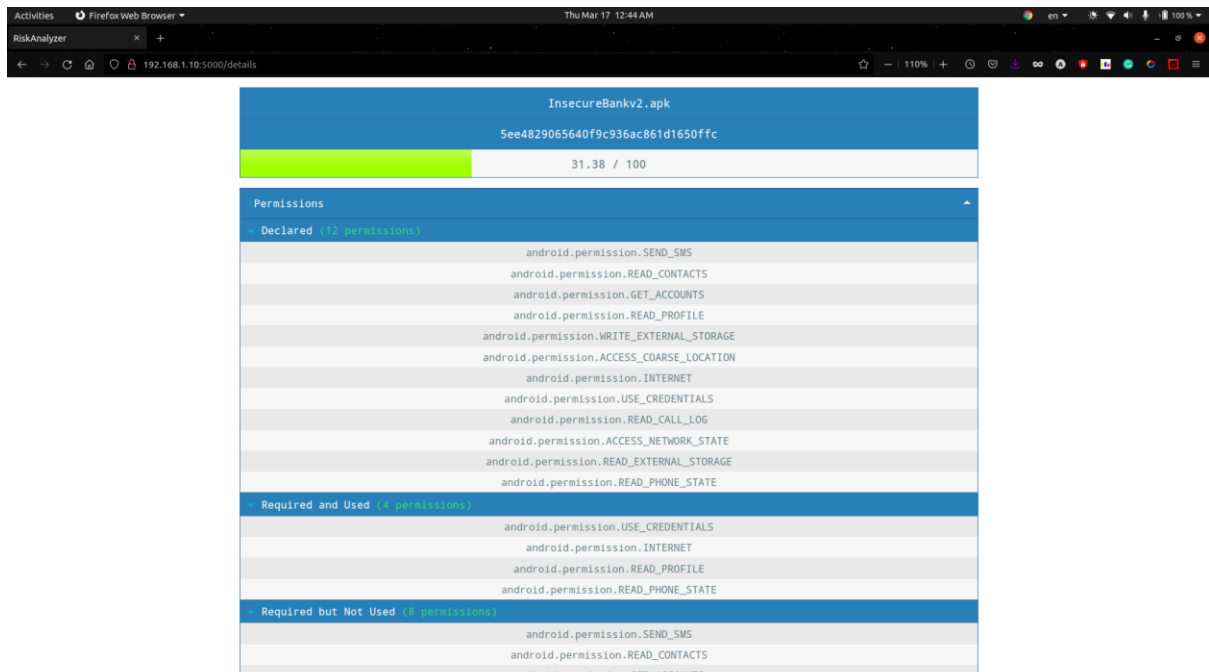 Activities Firefox Web Browser Thu Mar 17 12:44 AM en 100 %
RiskAnalyzer × +
192.168.1.10:5000/details 110%
InsecureBankv2.apk
5ee4829065640f9c936ac861d1650ffc
31.38 / 100
Permissions
Declared (12 permissions)
android.permission.SEND_SMS
android.permission.READ_CONTACTS
android.permission.GET_ACCOUNTS
android.permission.READ_PROFILE
android.permission.WRITE_EXTERNAL_STORAGE
android.permission.ACCESS_COARSE_LOCATION
android.permission.INTERNET
android.permission.USE_CREDENTIALS
android.permission.READ_CALL_LOG
android.permission.ACCESS_NETWORK_STATE
android.permission.READ_EXTERNAL_STORAGE
android.permission.READ_PHONE_STATE
Required and Used (4 permissions)
android.permission.USE_CREDENTIALS
android.permission.INTERNET
android.permission.READ_PROFILE
android.permission.READ_PHONE_STATE
Required but Not Used (8 permissions)
android.permission.SEND_SMS
android.permission.READ_CONTACTS